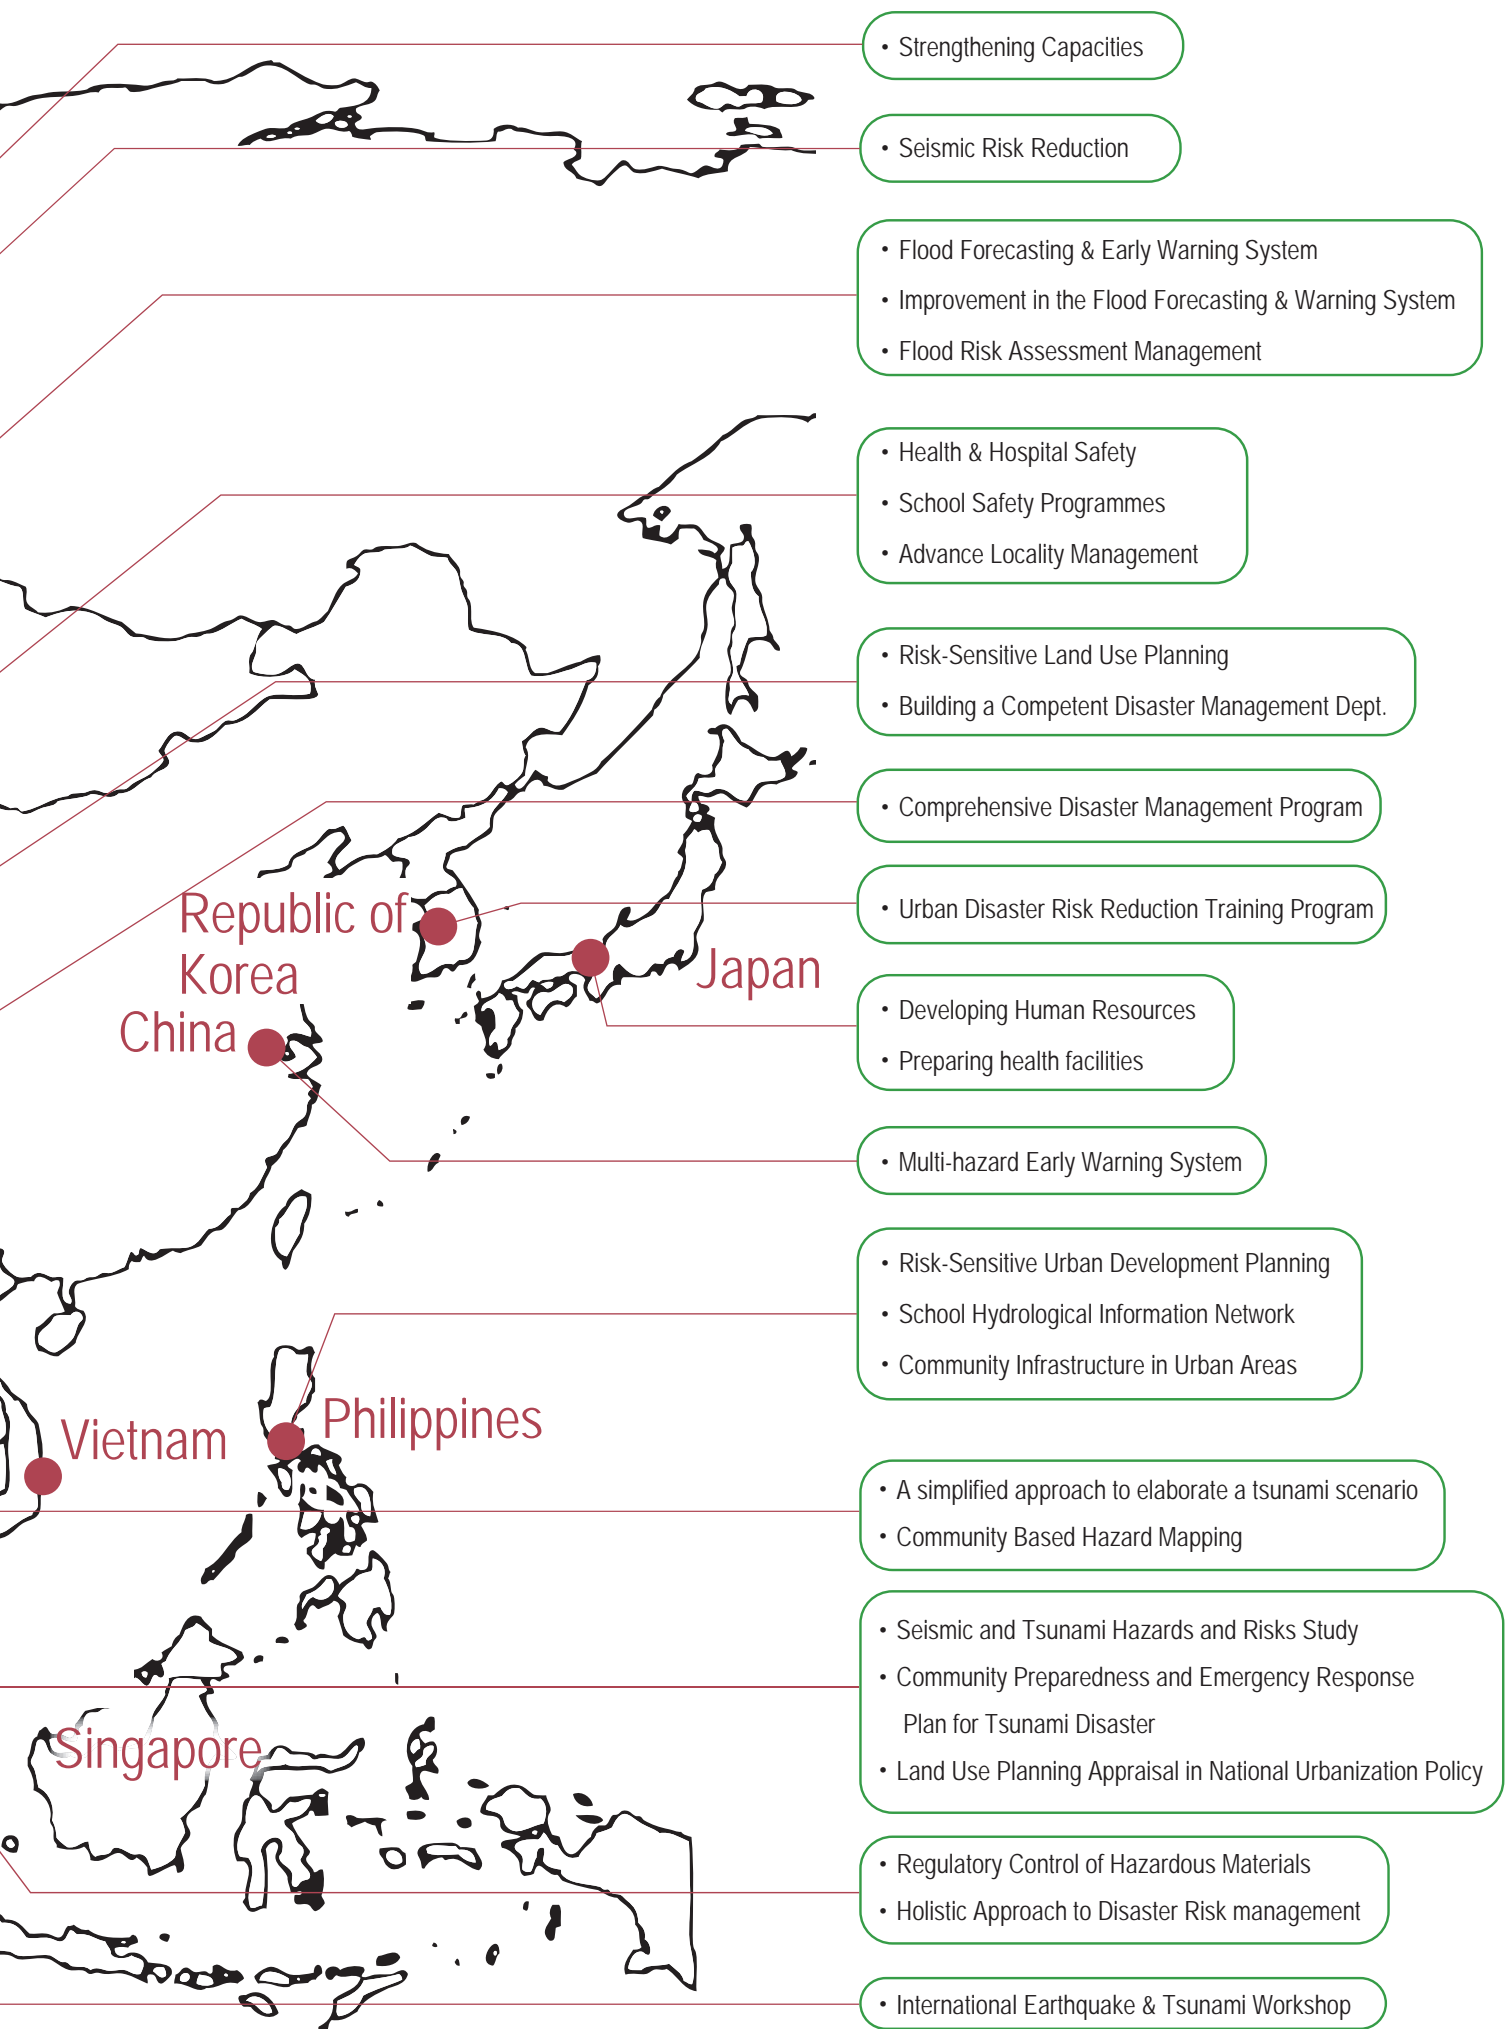 • Strengthening Capacities
• Seismic Risk Reduction
• Flood Forecasting & Early Warning System
• Improvement in the Flood Forecasting & Warning System
• Flood Risk Assessment Management
• Health & Hospital Safety
• School Safety Programmes
• Advance Locality Management
• Risk-Sensitive Land Use Planning
• Building a Competent Disaster Management Dept.
• Comprehensive Disaster Management Program
Republic of
Korea
• Urban Disaster Risk Reduction Training Program
Japan
• Developing Human Resources
• Preparing health facilities
China
• Multi-hazard Early Warning System
• Risk-Sensitive Urban Development Planning
• School Hydrological Information Network
• Community Infrastructure in Urban Areas
Philippines
Vietnam
• A simplified approach to elaborate a tsunami scenario
• Community Based Hazard Mapping
• Seismic and Tsunami Hazards and Risks Study
• Community Preparedness and Emergency Response
Plan for Tsunami Disaster
• Land Use Planning Appraisal in National Urbanization Policy
Singapore
• Regulatory Control of Hazardous Materials
• Holistic Approach to Disaster Risk management
• International Earthquake & Tsunami Workshop